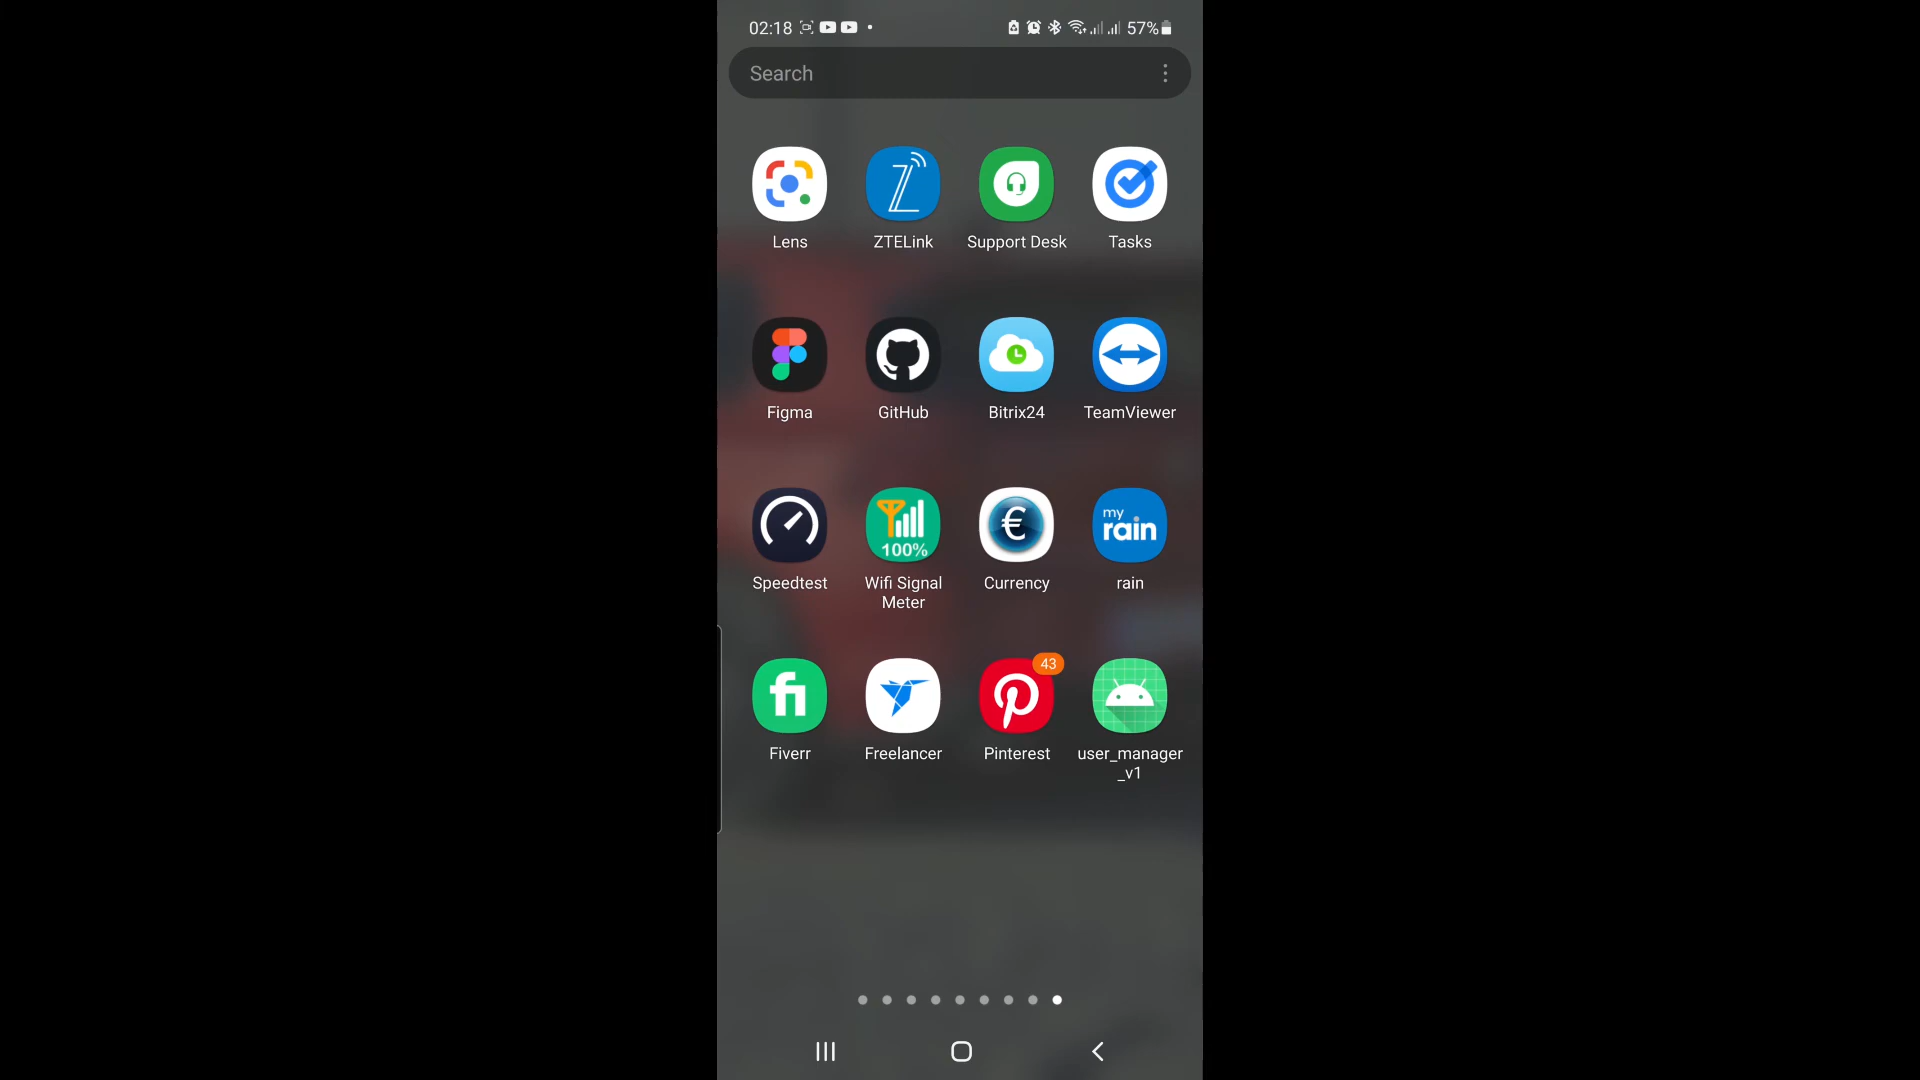 02:18
57%
Search
Lens
ZTELink
Support Desk
Tasks
Figma
GitHub
Bitrix24
TeamViewer
100%
€
my
rain
Speedtest
Wifi Signal
Meter
Currency
rain
fi
43
Fiverr
Freelancer
Pinterest
user_manager
_v1